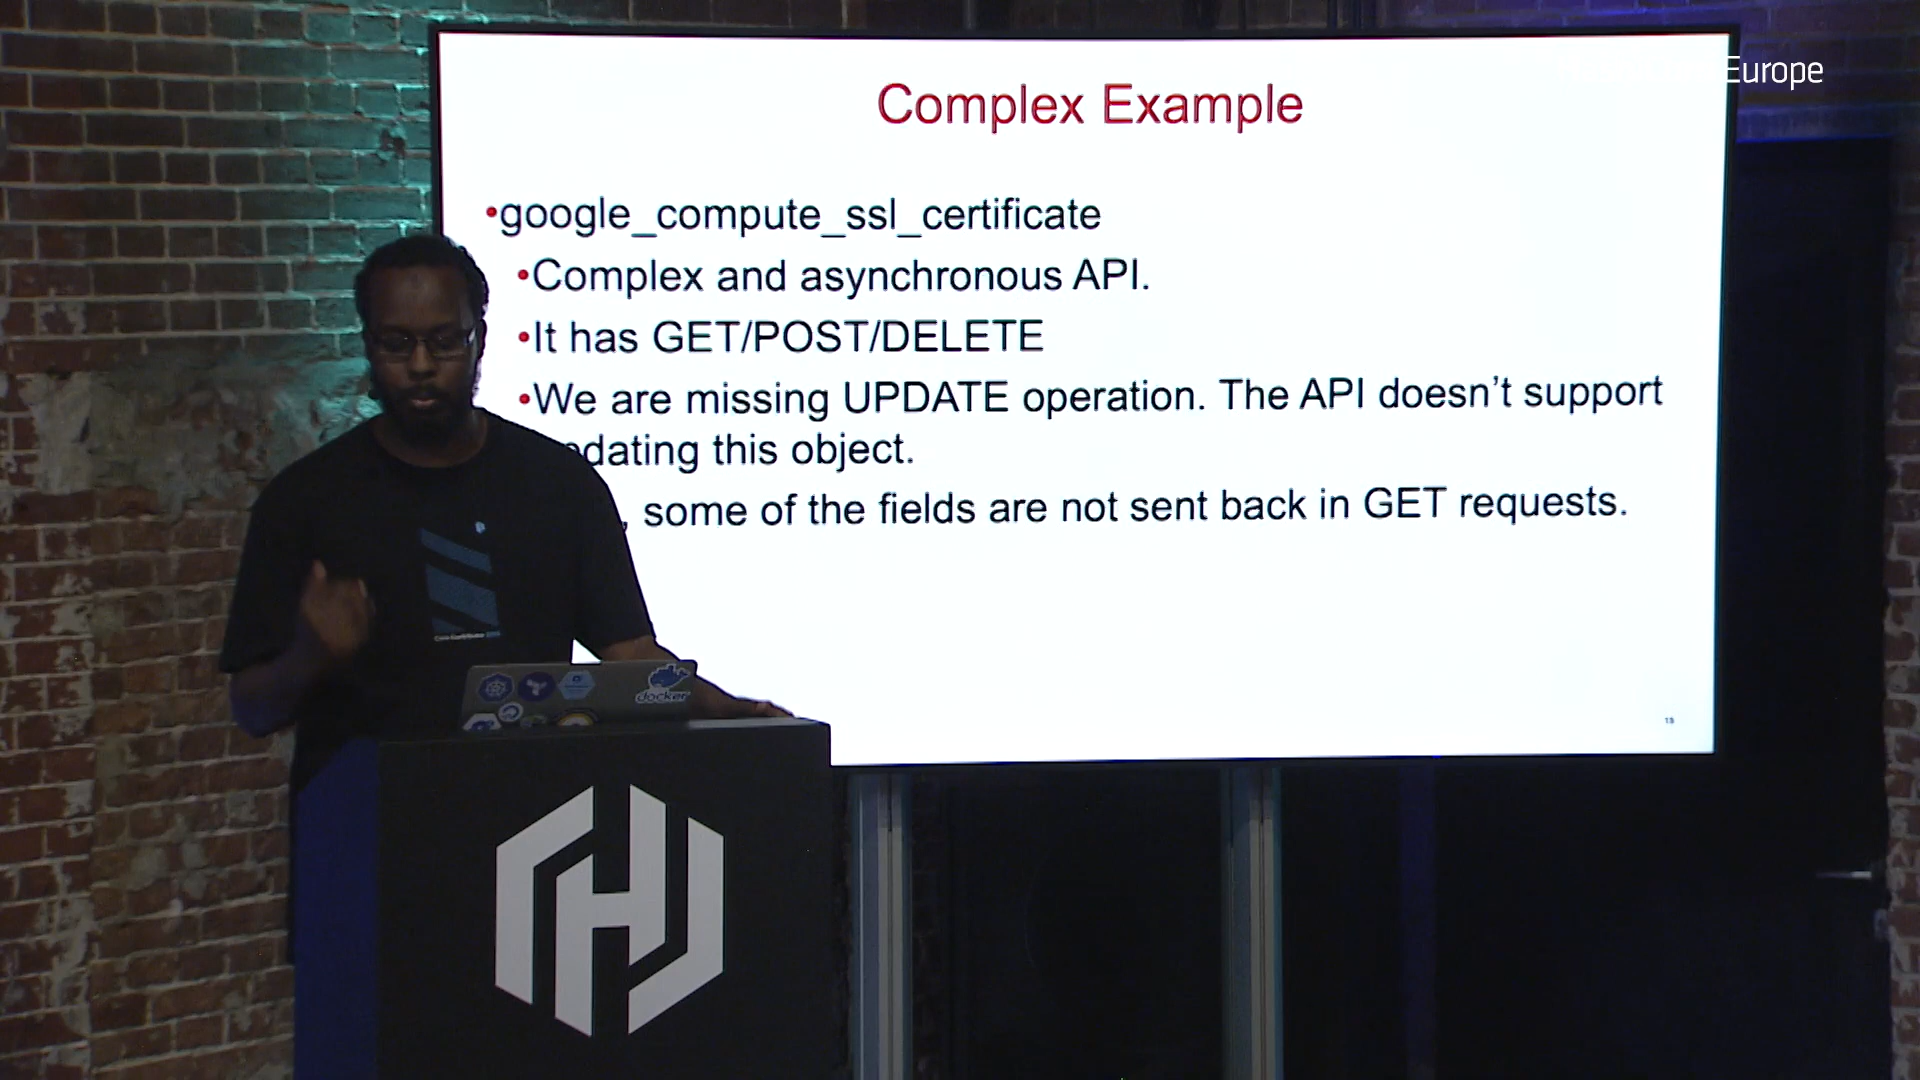 Europe
Complex Example
•google_compute_ssl_certificate
•Complex and asynchronous API.
•It has GET/POST/DELETE
•We are missing UPDATE operation. The API doesn’t support
dating this object.
, some of the fields are not sent back in GET requests.
docker